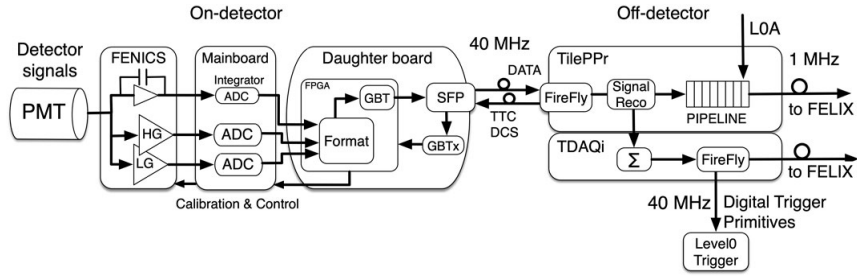 On-detector
Off-detector
Detector
signals
PMT
FENICS
HG
LG
Mainboard
Integrator
ADC
ADC
ADC
Calibration & Control
Daughter board
FPGA
GBT
Format
SFP
GBTx
40 MHz
DATA
TTC
DCS
TilePPr
FireFly
Signal
Reco
PIPELINE
L0A
1 MHz
to FELIX
TDAQi
Σ
FireFly
to FELIX
40 MHz
Digital Trigger
Primitives
Level0
Trigger